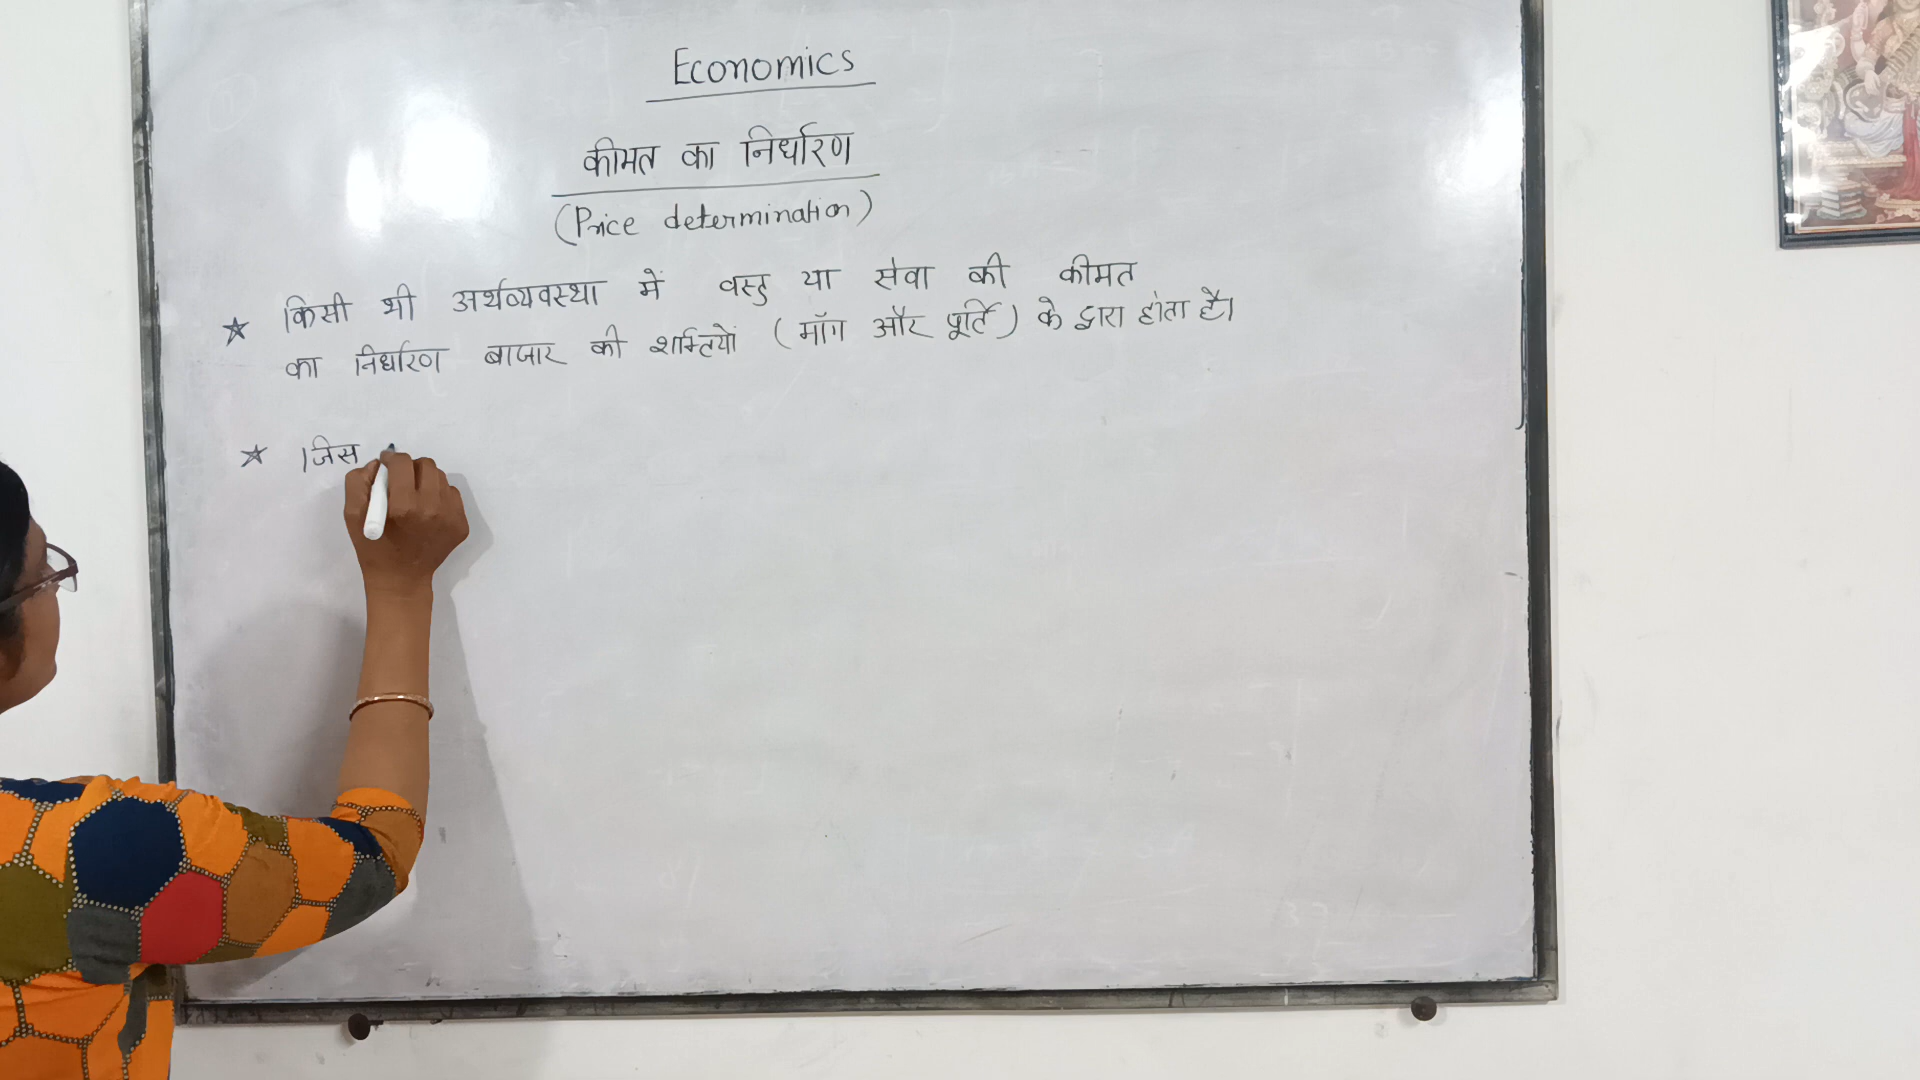 Economics
कीमत का निर्धारण
(Price determination)
★ किसी भी अर्थव्यवस्था में वस्तु या सेवा की कीमत
का निर्धारण बाजार की शक्तियों (माँग और पूर्ति) के द्वारा होता है।
★ जिस